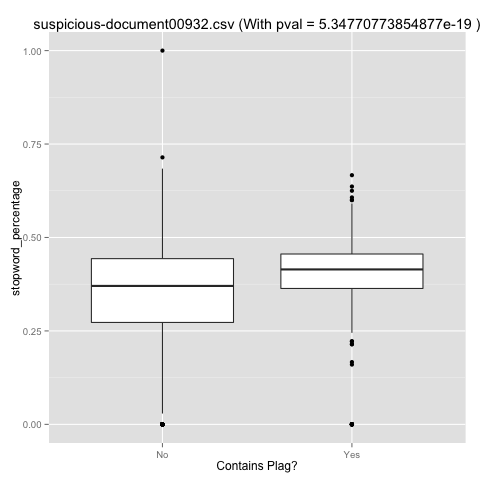 suspicious-document00932.csv (With pval = 5.34770773854877e-19 )
1.00
0.75
0.50
0.25
0.00
stopword_percentage
No
Yes
Contains Plag?